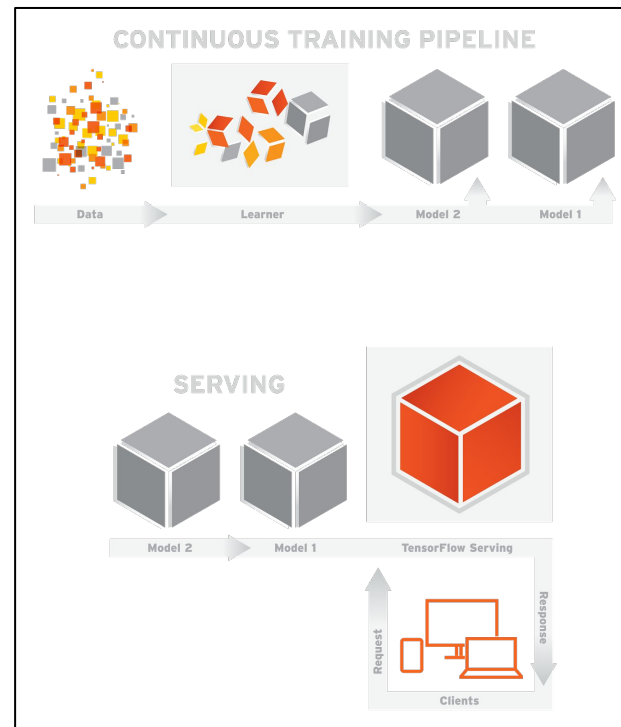 CONTINUOUS TRAINING PIPELINE
Data
Learner
Model 2
Model 1
SERVING
Model 2
Model 1
TensorFlow Serving
Request
Response
Clients